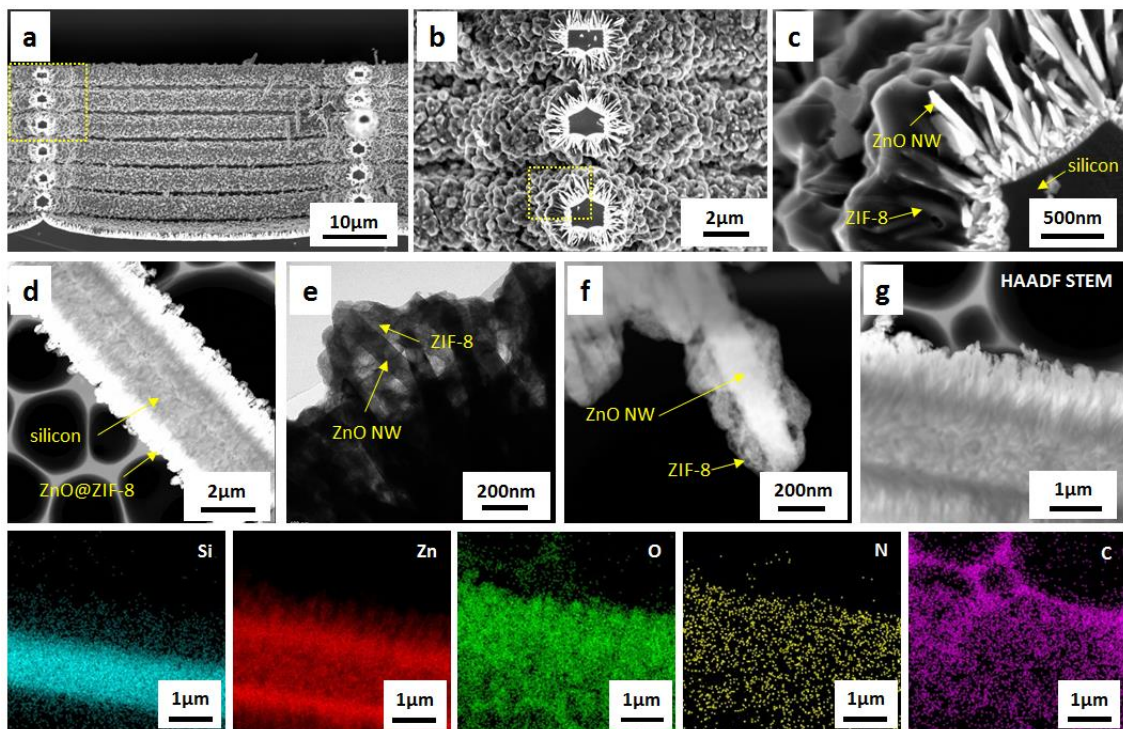 a
10µm
b
2µm
c
ZnO NW
silicon
ZIF-8
500nm
d
silicon
ZnO@ZIF-8
2µm
e
ZIF-8
ZnO NW
200nm
f
ZnO NW
ZIF-8
200nm
g
HAADF STEM
1µm
Si
1µm
Zn
1µm
O
1µm
N
1µm
C
1µm